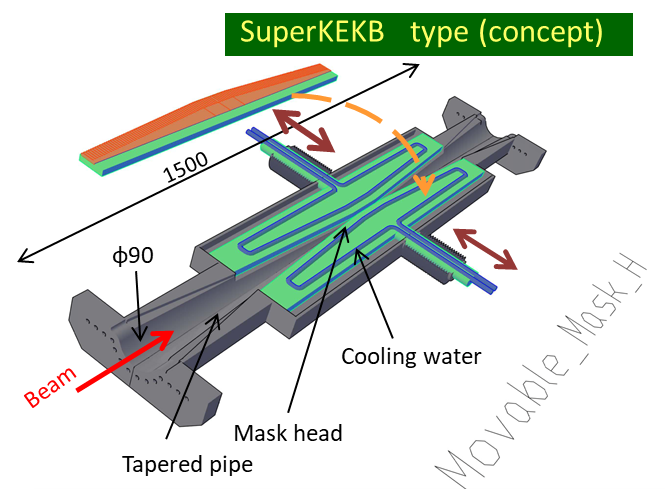 SuperKEKB type (concept)
1500
φ90
Beam
Cooling water
Mask head
Tapered pipe
Movable_Mask_H